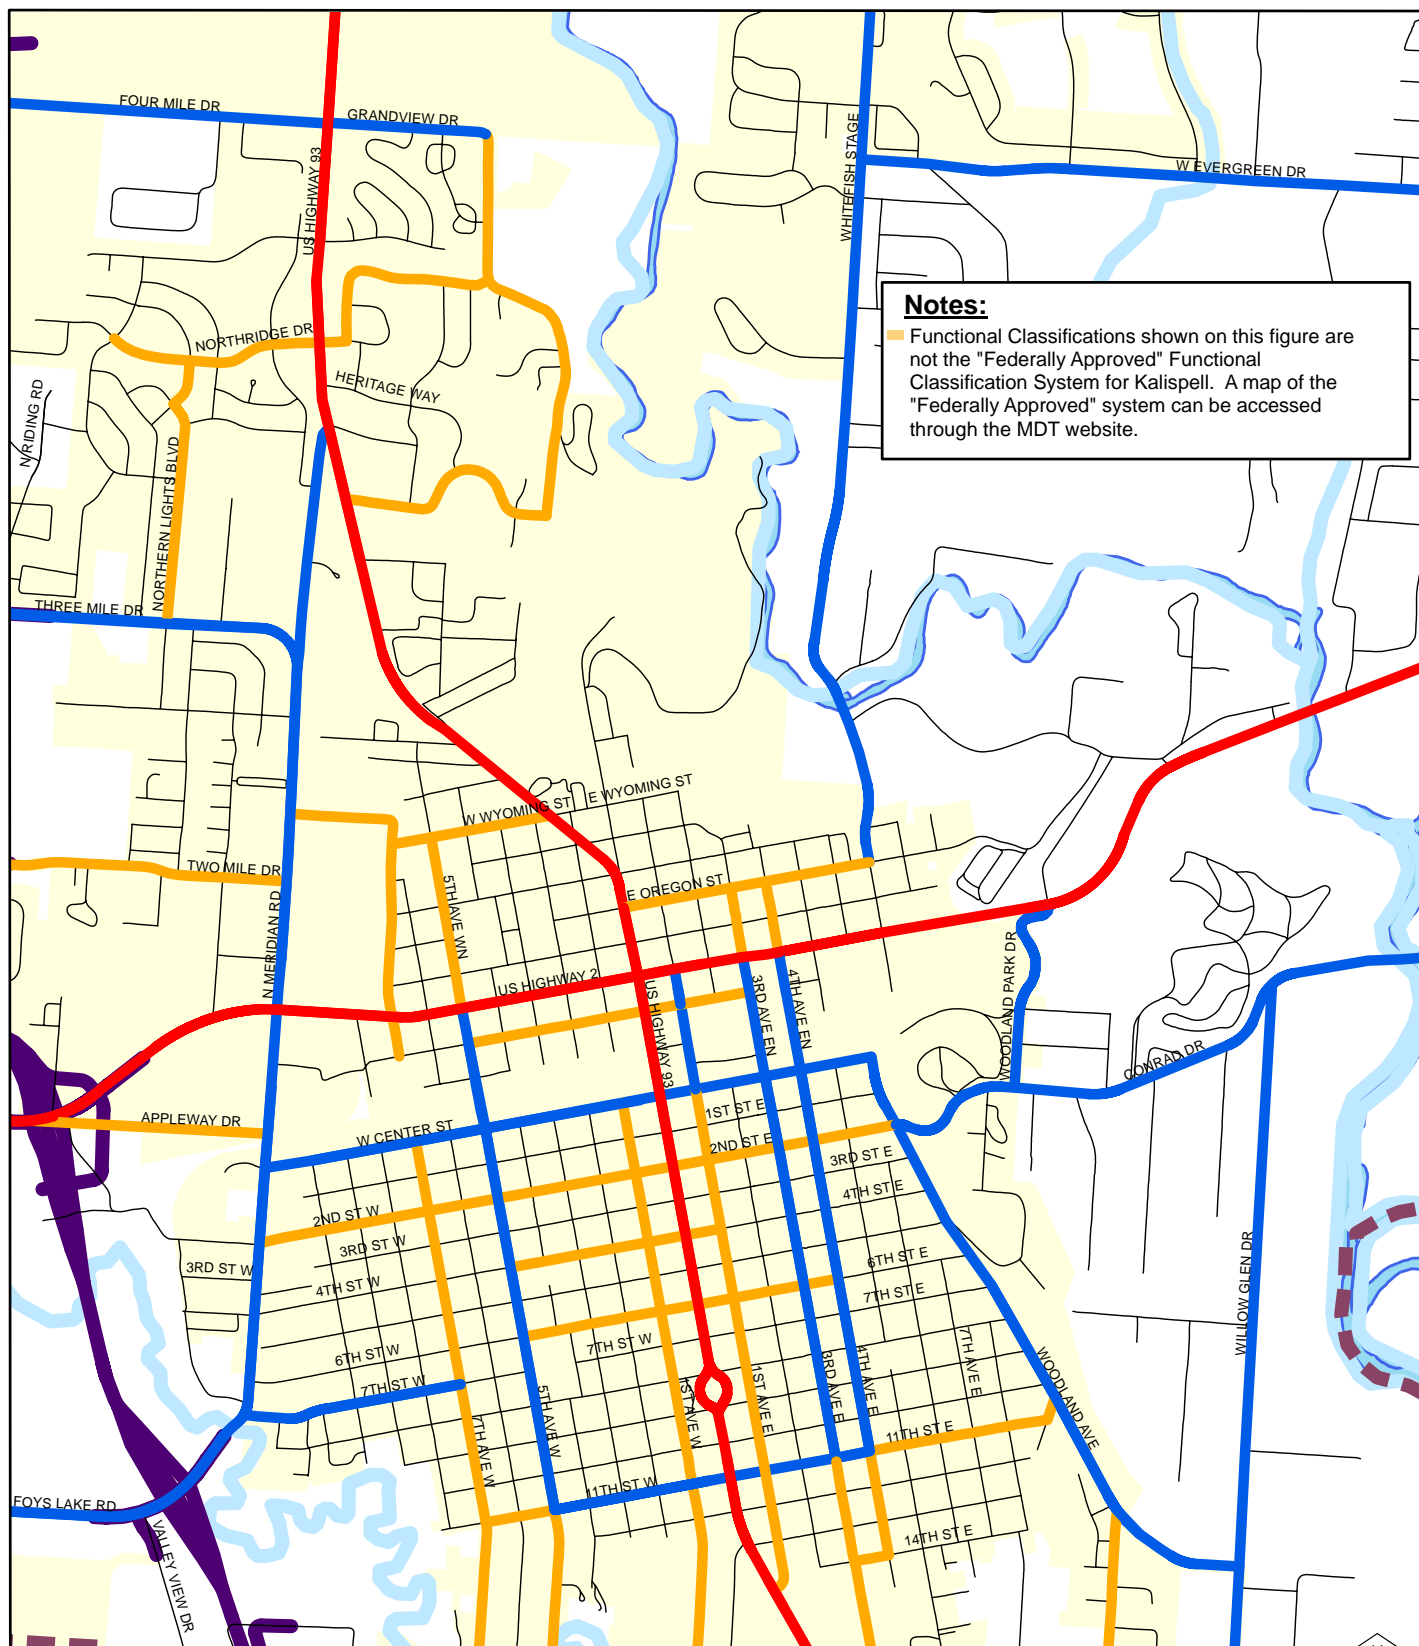 FOUR MILE DR
GRANDVIEW DR
US HIGHWAY 93
WHITEFISH STAGE
W EVERGREEN DR
Notes:
Functional Classifications shown on this figure are
not the "Federally Approved" Functional
Classification System for Kalispell. A map of the
"Federally Approved" system can be accessed
through the MDT website.
NORTHRIDGE DR
HERITAGE WAY
N RIDING RD
NORTHERN LIGHTS BLVD
THREE MILE DR
W WYOMING ST
E WYOMING ST
TWO MILE DR
5TH AVE WN
E OREGON ST
N MERIDIAN RD
US HIGHWAY 2
US HIGHWAY 93
3RD AVE EN
4TH AVE EN
WOODLAND PARK DR
CONRAD DR
APPLEWAY DR
W CENTER ST
1ST ST E
2ND ST E
3RD ST E
4TH ST E
2ND ST W
3RD ST W
3RD ST W
4TH ST W
6TH ST E
7TH ST E
WILLOW GLEN DR
6TH ST W
7TH ST W
7TH ST W
7TH AVE E
WOODLAND AVE
5TH AVE W
1ST AVE W
1ST AVE E
3RD AVE E
4TH AVE E
7TH AVE W
11TH ST E
11TH ST W
FOYS LAKE RD
VALLEY VIEW DR
14TH ST E